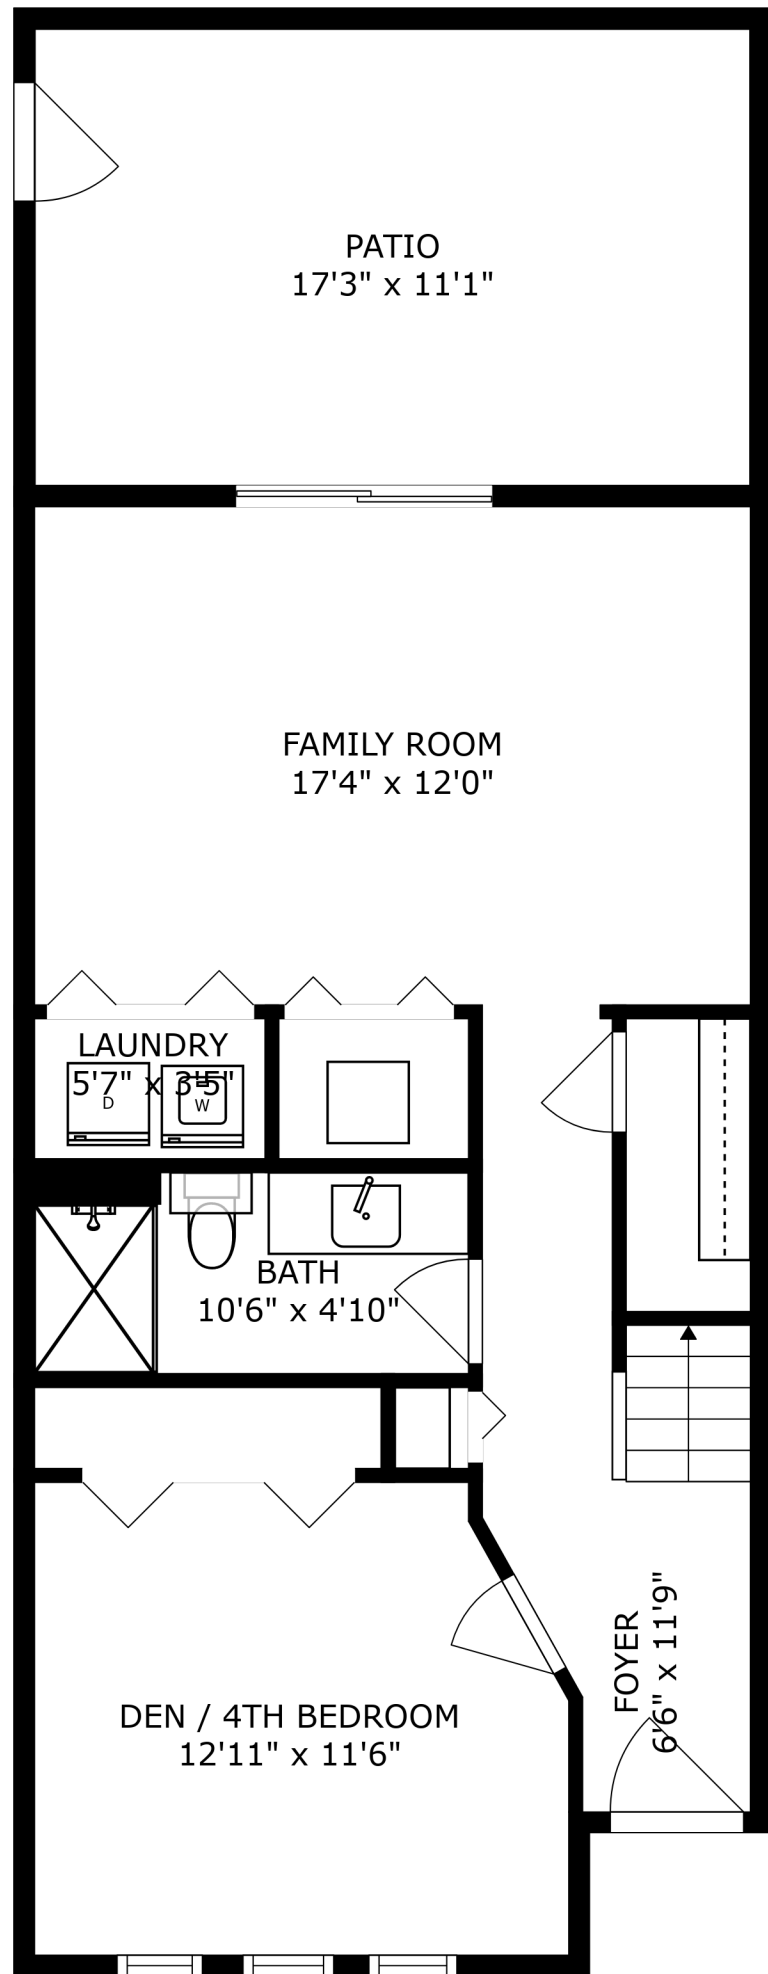 PATIO
17'3" x 11'1"
FAMILY ROOM
17'4" x 12'0"
LAUNDRY
5'7" x 3'5"
D
W
BATH
10'6" x 4'10"
FOYER
6'6" x 11'9"
DEN / 4TH BEDROOM
12'11" x 11'6"